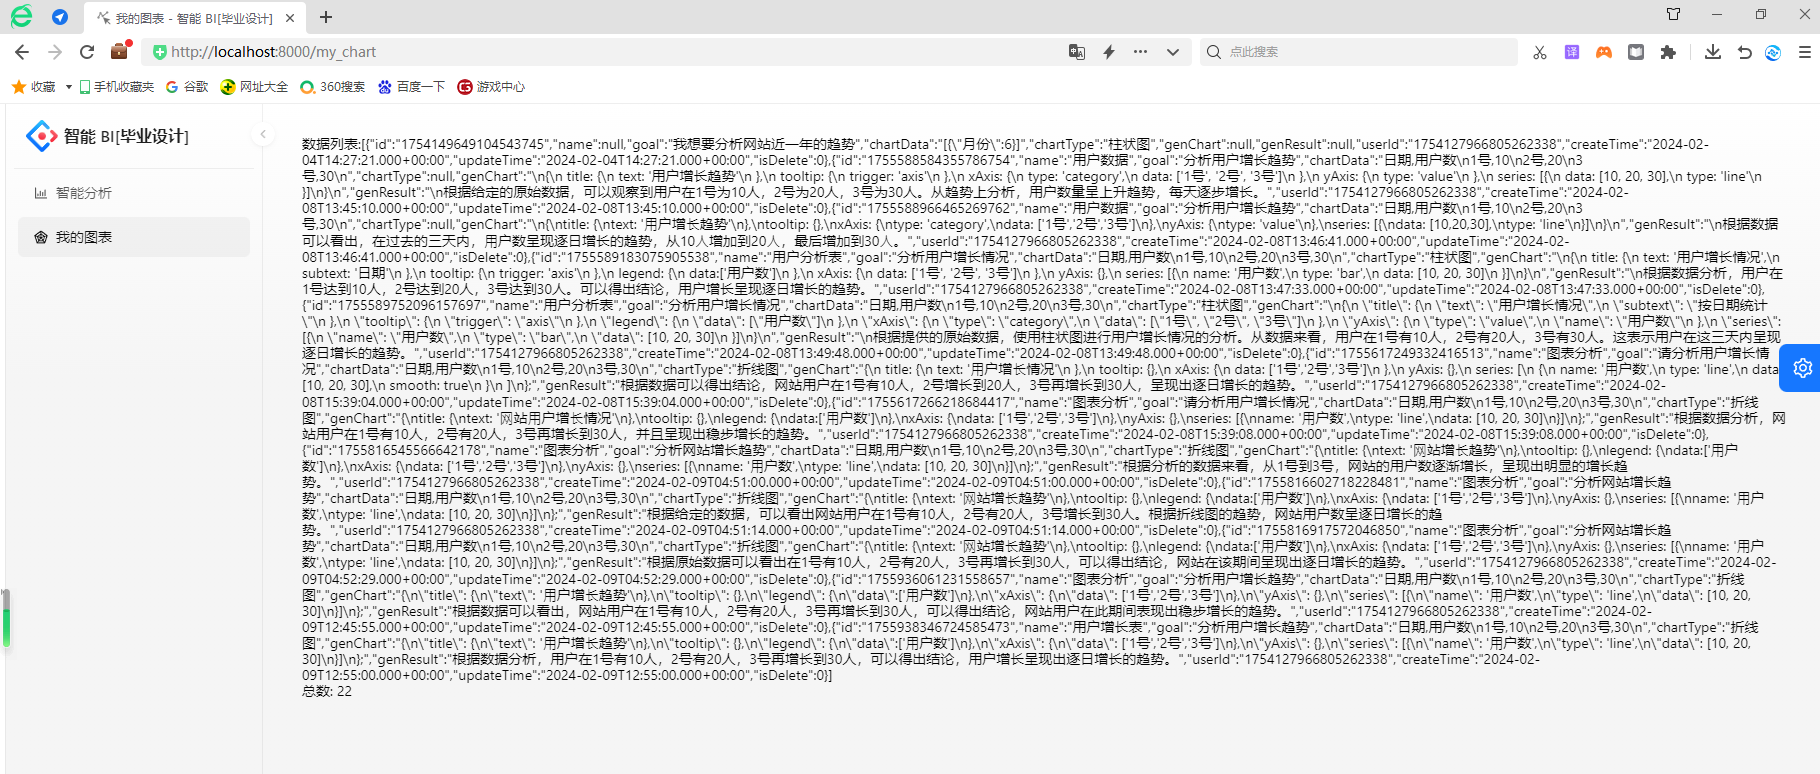 我的图表 - 智能 BI[毕业设计]
http://localhost:8000/my_chart
点此搜索
译
收藏
手机收藏夹
谷歌
网址大全
360搜索
百度一下
游戏中心
智能 BI[毕业设计]
智能分析
我的图表
数据列表:[{"id":"1754149649104543745","name":null,"goal":"我想要分析网站近一年的趋势","chartData":"[{\"月份\":6}]","chartType":"柱状图","genChart":null,"genResult":null,"userId":"1754127966805262338","createTime":"2024-02-
04T14:27:21.000+00:00","updateTime":"2024-02-04T14:27:21.000+00:00","isDelete":0},{"id":"1755588584355786754","name":"用户数据","goal":"分析用户增长趋势","chartData":"日期,用户数\n1号,10\n2号,20\n3
号,30\n","chartType":null,"genChart":"\n{\n title: {\n text: '用户增长趋势'\n },\n tooltip: {\n trigger: 'axis'\n },\n xAxis: {\n type: 'category',\n data: ['1号', '2号', '3号']\n },\n yAxis: {\n type: 'value'\n },\n series: [{\n data: [10, 20, 30],\n type: 'line'\n
}]\n}\n","genResult":"\n根据给定的原始数据，可以观察到用户在1号为10人，2号为20人，3号为30人。从趋势上分析，用户数量呈上升趋势，每天逐步增长。","userId":"1754127966805262338","createTime":"2024-02-
08T13:45:10.000+00:00","updateTime":"2024-02-08T13:45:10.000+00:00","isDelete":0},{"id":"1755588966465269762","name":"用户数据","goal":"分析用户增长趋势","chartData":"日期,用户数\n1号,10\n2号,20\n3
号,30\n","chartType":null,"genChart":"\n{\ntitle: {\ntext: '用户增长趋势'\n},\ntooltip: {},\nxAxis: {\ntype: 'category',\ndata: ['1号','2号','3号']\n},\nyAxis: {\ntype: 'value'\n},\nseries: [{\ndata: [10,20,30],\ntype: 'line'\n}]\n}\n","genResult":"\n根据数据
可以看出，在过去的三天内，用户数呈现逐日增长的趋势，从10人增加到20人，最后增加到30人。","userId":"1754127966805262338","createTime":"2024-02-08T13:46:41.000+00:00","updateTime":"2024-02-
08T13:46:41.000+00:00","isDelete":0},{"id":"1755589183075905538","name":"用户分析表","goal":"分析用户增长情况","chartData":"日期,用户数\n1号,10\n2号,20\n3号,30\n","chartType":"柱状图","genChart":"\n{\n title: {\n text: '用户增长情况',\n
subtext: '日期'\n },\n tooltip: {\n trigger: 'axis'\n },\n legend: {\n data:['用户数']\n },\n xAxis: {\n data: ['1号', '2号', '3号']\n },\n yAxis: {},\n series: [{\n name: '用户数',\n type: 'bar',\n data: [10, 20, 30]\n }]\n}\n","genResult":"\n根据数据分析，用户在
1号达到10人，2号达到20人，3号达到30人。可以得出结论，用户增长呈现逐日增长的趋势。","userId":"1754127966805262338","createTime":"2024-02-08T13:47:33.000+00:00","updateTime":"2024-02-08T13:47:33.000+00:00","isDelete":0},
{"id":"1755589752096157697","name":"用户分析表","goal":"分析用户增长情况","chartData":"日期,用户数\n1号,10\n2号,20\n3号,30\n","chartType":"柱状图","genChart":"\n{\n \"title\": {\n \"text\": \"用户增长情况\",\n \"subtext\": \"按日期统计
\"\n },\n \"tooltip\": {\n \"trigger\": \"axis\"\n },\n \"legend\": {\n \"data\": [\"用户数\"]\n },\n \"xAxis\": {\n \"type\": \"category\",\n \"data\": [\"1号\", \"2号\", \"3号\"]\n },\n \"yAxis\": {\n \"type\": \"value\",\n \"name\": \"用户数\"\n },\n \"series\":
[{\n \"name\": \"用户数\",\n \"type\": \"bar\",\n \"data\": [10, 20, 30]\n }]\n}\n","genResult":"\n根据提供的原始数据，使用柱状图进行用户增长情况的分析。从数据来看，用户在1号有10人，2号有20人，3号有30人。这表示用户在这三天内呈现
逐日增长的趋势。","userId":"1754127966805262338","createTime":"2024-02-08T13:49:48.000+00:00","updateTime":"2024-02-08T13:49:48.000+00:00","isDelete":0},{"id":"1755617249332416513","name":"图表分析","goal":"请分析用户增长情
况","chartData":"日期,用户数\n1号,10\n2号,20\n3号,30\n","chartType":"折线图","genChart":"{\n title: {\n text: '用户增长情况'\n },\n tooltip: {},\n xAxis: {\n data: ['1号','2号','3号']\n },\n yAxis: {},\n series: [\n {\n name: '用户数',\n type: 'line',\n data:
[10, 20, 30],\n smooth: true\n }\n ]\n};","genResult":"根据数据可以得出结论，网站用户在1号有10人，2号增长到20人，3号再增长到30人，呈现出逐日增长的趋势。","userId":"1754127966805262338","createTime":"2024-02-
08T15:39:04.000+00:00","updateTime":"2024-02-08T15:39:04.000+00:00","isDelete":0},{"id":"1755617266218684417","name":"图表分析","goal":"请分析用户增长情况","chartData":"日期,用户数\n1号,10\n2号,20\n3号,30\n","chartType":"折线
图","genChart":"{\ntitle: {\ntext: '网站用户增长情况'\n},\ntooltip: {},\nlegend: {\ndata:['用户数']\n},\nxAxis: {\ndata: ['1号','2号','3号']\n},\nyAxis: {},\nseries: [{\nname: '用户数',\ntype: 'line',\ndata: [10, 20, 30]\n}]\n};","genResult":"根据数据分析，网
站用户在1号有10人，2号有20人，3号再增长到30人，并且呈现出稳步增长的趋势。","userId":"1754127966805262338","createTime":"2024-02-08T15:39:08.000+00:00","updateTime":"2024-02-08T15:39:08.000+00:00","isDelete":0},
{"id":"1755816545566642178","name":"图表分析","goal":"分析网站增长趋势","chartData":"日期,用户数\n1号,10\n2号,20\n3号,30\n","chartType":"折线图","genChart":"{\ntitle: {\ntext: '网站增长趋势'\n},\ntooltip: {},\nlegend: {\ndata:['用户
数']\n},\nxAxis: {\ndata: ['1号','2号','3号']\n},\nyAxis: {},\nseries: [{\nname: '用户数',\ntype: 'line',\ndata: [10, 20, 30]\n}]\n};","genResult":"根据分析的数据来看，从1号到3号，网站的用户数逐渐增长，呈现出明显的增长趋
势。","userId":"1754127966805262338","createTime":"2024-02-09T04:51:00.000+00:00","updateTime":"2024-02-09T04:51:00.000+00:00","isDelete":0},{"id":"1755816602718228481","name":"图表分析","goal":"分析网站增长趋
势","chartData":"日期,用户数\n1号,10\n2号,20\n3号,30\n","chartType":"折线图","genChart":"{\ntitle: {\ntext: '网站增长趋势'\n},\ntooltip: {},\nlegend: {\ndata:['用户数']\n},\nxAxis: {\ndata: ['1号','2号','3号']\n},\nyAxis: {},\nseries: [{\nname: '用户
数',\ntype: 'line',\ndata: [10, 20, 30]\n}]\n};","genResult":"根据给定的数据，可以看出网站用户在1号有10人，2号有20人，3号增长到30人。根据折线图的趋势，网站用户数呈逐日增长的趋
势。","userId":"1754127966805262338","createTime":"2024-02-09T04:51:14.000+00:00","updateTime":"2024-02-09T04:51:14.000+00:00","isDelete":0},{"id":"1755816917572046850","name":"图表分析","goal":"分析网站增长趋
势","chartData":"日期,用户数\n1号,10\n2号,20\n3号,30\n","chartType":"折线图","genChart":"{\ntitle: {\ntext: '网站增长趋势'\n},\ntooltip: {},\nlegend: {\ndata:['用户数']\n},\nxAxis: {\ndata: ['1号','2号','3号']\n},\nyAxis: {},\nseries: [{\nname: '用户
数',\ntype: 'line',\ndata: [10, 20, 30]\n}]\n};","genResult":"根据原始数据可以看出在1号有10人，2号有20人，3号再增长到30人，可以得出结论，网站在该期间呈现出逐日增长的趋势。","userId":"1754127966805262338","createTime":"2024-02-
09T04:52:29.000+00:00","updateTime":"2024-02-09T04:52:29.000+00:00","isDelete":0},{"id":"1755936061231558657","name":"图表分析","goal":"分析用户增长趋势","chartData":"日期,用户数\n1号,10\n2号,20\n3号,30\n","chartType":"折线
图","genChart":"{\n\"title\": {\n\"text\": '用户增长趋势'\n},\n\"tooltip\": {},\n\"legend\": {\n\"data\":['用户数']\n},\n\"xAxis\": {\n\"data\": ['1号','2号','3号']\n},\n\"yAxis\": {},\n\"series\": [{\n\"name\": '用户数',\n\"type\": 'line',\n\"data\": [10, 20,
30]\n}]\n};","genResult":"根据数据可以看出，网站用户在1号有10人，2号有20人，3号再增长到30人，可以得出结论，网站用户在此期间表现出稳步增长的趋势。","userId":"1754127966805262338","createTime":"2024-02-
09T12:45:55.000+00:00","updateTime":"2024-02-09T12:45:55.000+00:00","isDelete":0},{"id":"1755938346724585473","name":"用户增长表","goal":"分析用户增长趋势","chartData":"日期,用户数\n1号,10\n2号,20\n3号,30\n","chartType":"折线
图","genChart":"{\n\"title\": {\n\"text\": '用户增长趋势'\n},\n\"tooltip\": {},\n\"legend\": {\n\"data\":['用户数']\n},\n\"xAxis\": {\n\"data\": ['1号','2号','3号']\n},\n\"yAxis\": {},\n\"series\": [{\n\"name\": '用户数',\n\"type\": 'line',\n\"data\": [10, 20,
30]\n}]\n};","genResult":"根据数据分析，用户在1号有10人，2号有20人，3号再增长到30人，可以得出结论，用户增长呈现出逐日增长的趋势。","userId":"1754127966805262338","createTime":"2024-02-
09T12:55:00.000+00:00","updateTime":"2024-02-09T12:55:00.000+00:00","isDelete":0}]
总数: 22